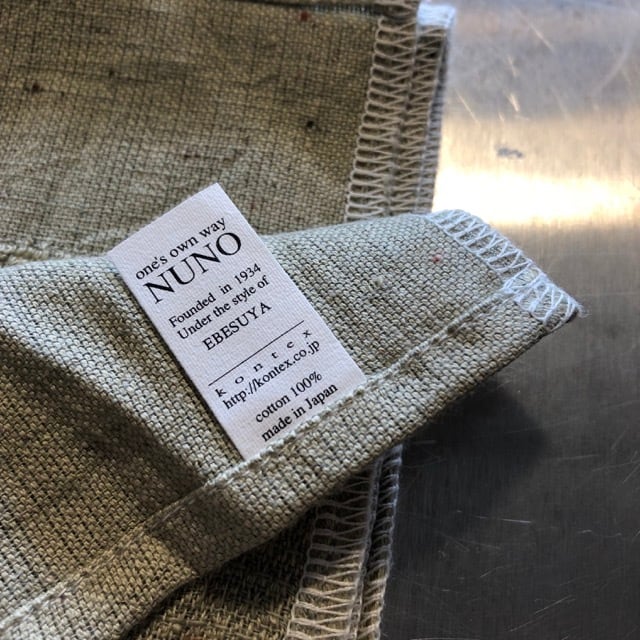 one's own way
NUNO
Founded in 1934
Under the style of
EBESUYA
kontex
http://kontex.co.jp
cotton 100%
made in Japan